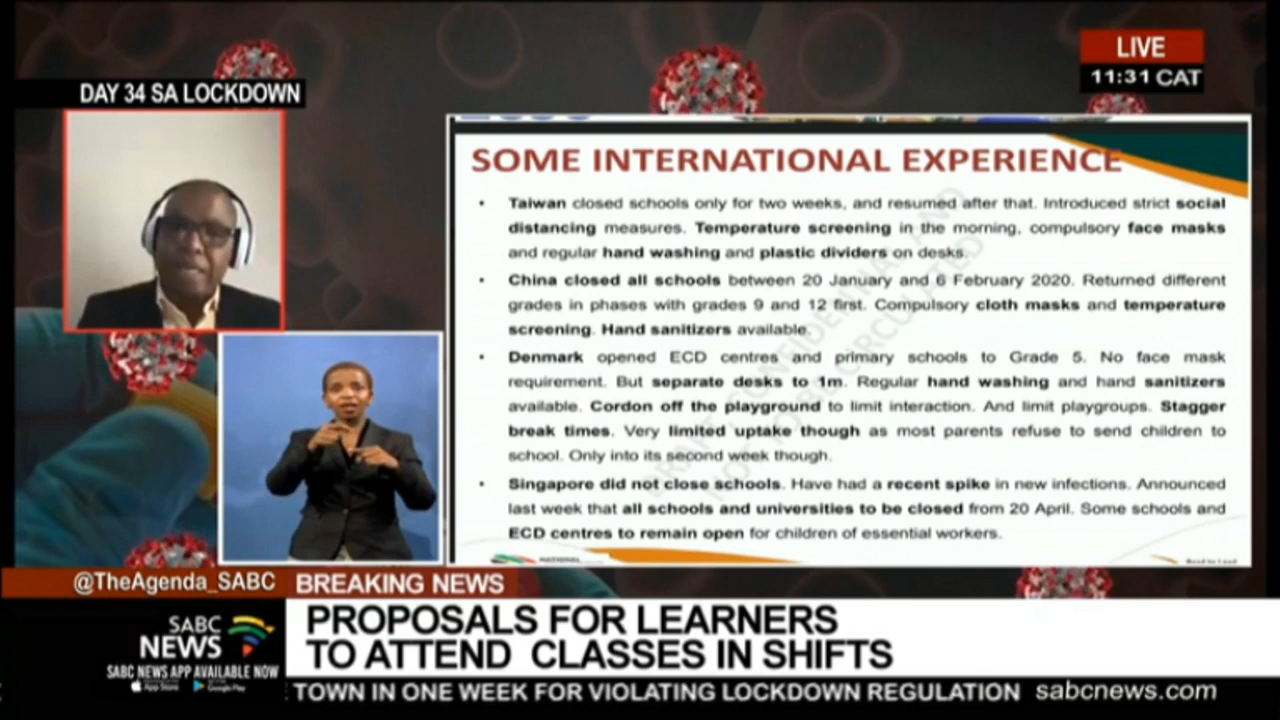 LIVE
11:31 CAT
DAY 34 SA LOCKDOWN
SOME INTERNATIONAL EXPERIENCE
• Taiwan closed schools only for two weeks, and resumed after that. Introduced strict social
distancing measures. Temperature screening in the morning, compulsory face masks
and regular hand washing and plastic dividers on desks.
• China closed all schools between 20 January and 6 February 2020. Returned different
grades in phases with grades 9 and 12 first. Compulsory cloth masks and temperature
screening. Hand sanitizers available.
• Denmark opened ECD centres and primary schools to Grade 5. No face mask
requirement. But separate desks to 1m. Regular hand washing and hand sanitizers
available. Cordon off the playground to limit interaction. And limit playgroups. Stagger
break times. Very limited uptake though as most parents refuse to send children to
school. Only into its second week though.
• Singapore did not close schools. Have had a recent spike in new infections. Announced
last week that all schools and universities to be closed from 20 April. Some schools and
ECD centres to remain open for children of essential workers.
NATIONAL
Read to Lead
@TheAgenda_SABC BREAKING NEWS
SABC
NEWS
SABC NEWS APP AVAILABLE NOW
App Store Google Play
PROPOSALS FOR LEARNERS
TO ATTEND CLASSES IN SHIFTS
TOWN IN ONE WEEK FOR VIOLATING LOCKDOWN REGULATION sabcnews.com